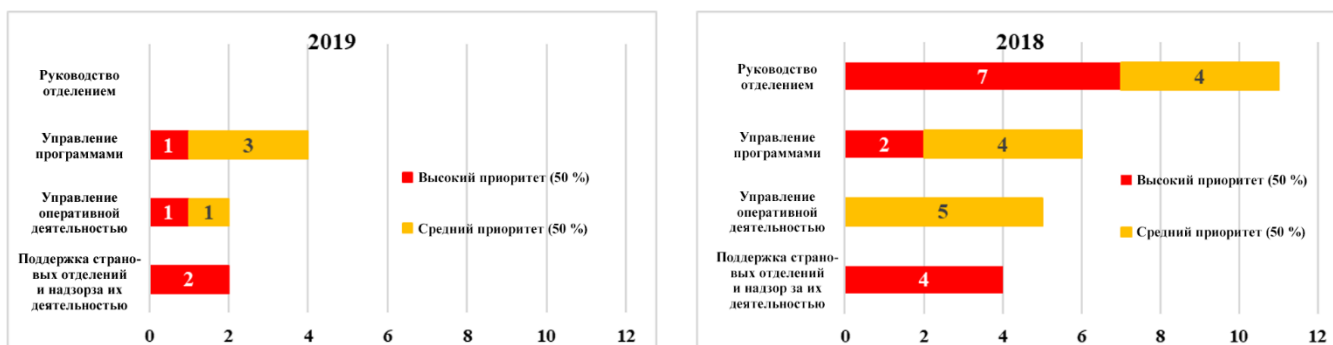 2019
Руководство
отделением
Управление
программами
1 3
Управление
оперативной
деятельностью
1 1
Поддержка страно-
вых отделений
и надзорза их
деятельностью
2
Высокий приоритет (50 %)
Средний приоритет (50 %)
0 2 4 6 8 10 12
2018
Руководство
отделением
7 4
Управление
программами
2 4
Управление
оперативной
деятельностью
5
Поддержка страно-
вых отделений
и надзор за их
деятельностью
4
Высокий приоритет (50 %)
Средний приоритет (50 %)
0 2 4 6 8 10 12